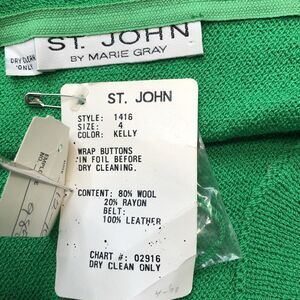 ST. JOHN
BY MARIE GRAY
DRY CLEAN
ONLY
ST. JOHN
STYLE: 1416
SIZE: 4
COLOR: KELLY
WRAP BUTTONS
IN FOIL BEFORE
DRY CLEANING.
CONTENT: 80% WOOL
20% RAYON
BELT:
100% LEATHER
CHART #: 02916
DRY CLEAN ONLY